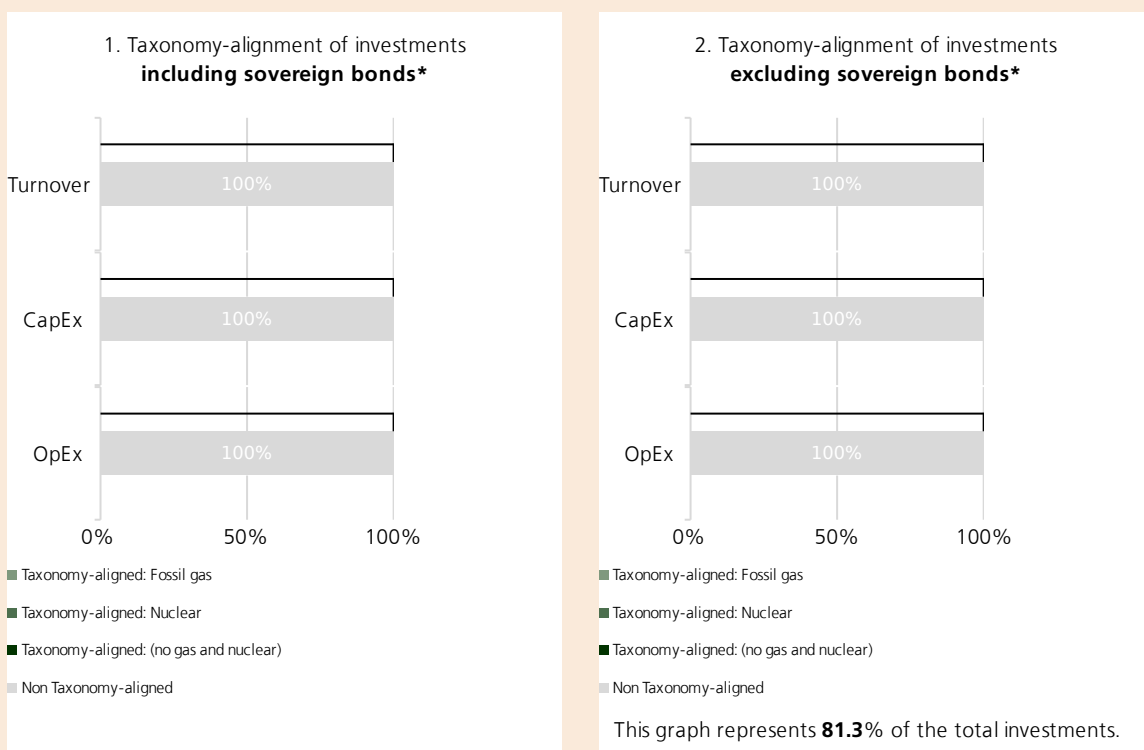 1. Taxonomy-alignment of investments
including sovereign bonds*
Turnover
100%
CapEx
100%
OpEx
100%
0%
50%
100%
Taxonomy-aligned: Fossil gas
Taxonomy-aligned: Nuclear
Taxonomy-aligned: (no gas and nuclear)
Non Taxonomy-aligned
2. Taxonomy-alignment of investments
excluding sovereign bonds*
Turnover
100%
CapEx
100%
OpEx
100%
0%
50%
100%
Taxonomy-aligned: Fossil gas
Taxonomy-aligned: Nuclear
Taxonomy-aligned: (no gas and nuclear)
Non Taxonomy-aligned
This graph represents 81.3% of the total investments.